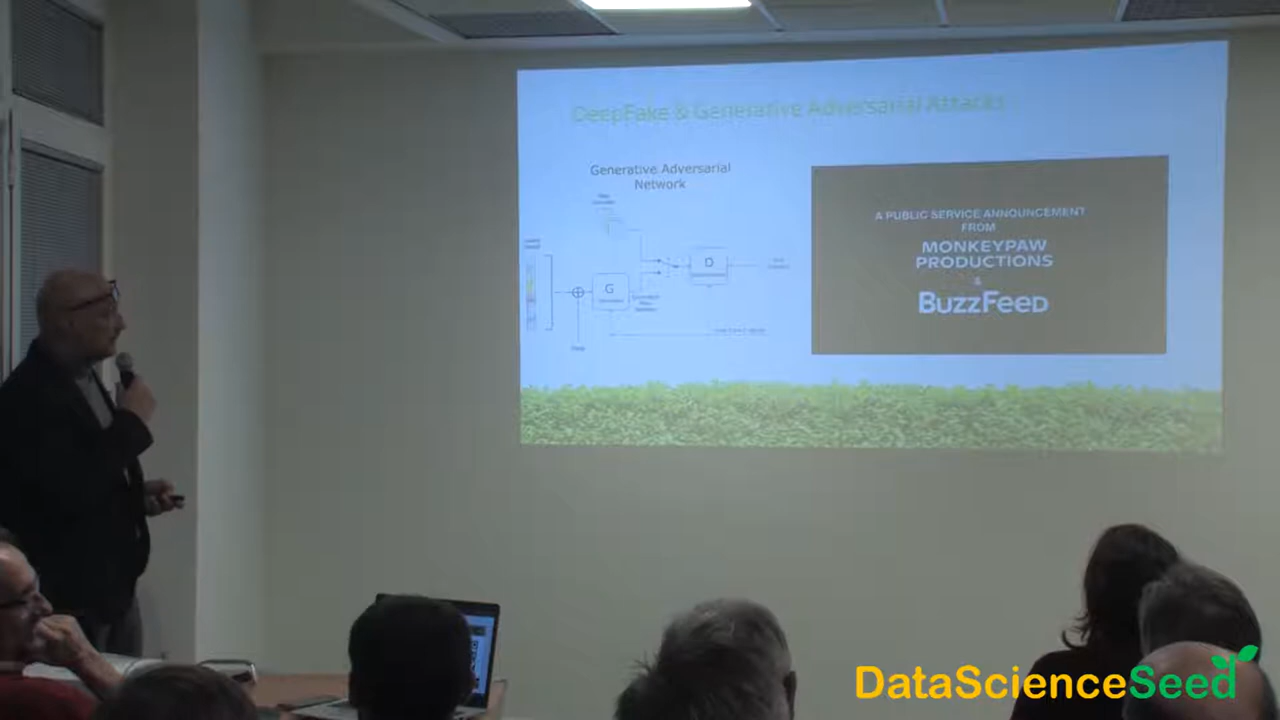 DeepFake & Generative Adversarial Attacks
Generative Adversarial
Network
G
D
A PUBLIC SERVICE ANNOUNCEMENT
FROM
MONKEYPAW
PRODUCTIONS
&
BuzzFeed
DataScienceSeed